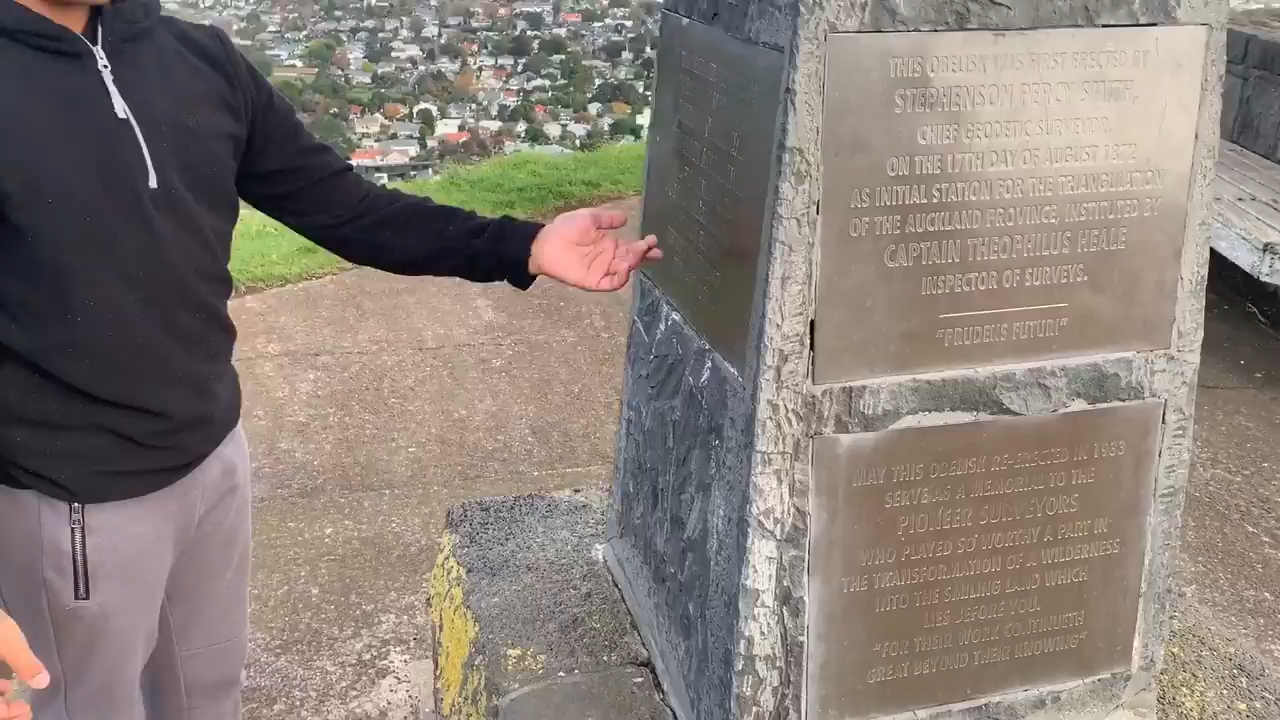 THIS OBELISK WAS FIRST ERECTED BY
STEPHENSON PERCY SMITH,
CHIEF GEODETIC SURVEYOR,
ON THE 17TH DAY OF AUGUST 1872
AS INITIAL STATION FOR THE TRIANGULATION
OF THE AUCKLAND PROVINCE, INSTITUTED BY
CAPTAIN THEOPHILUS HEALE
INSPECTOR OF SURVEYS.
"PRUDENS FUTURI"
MAY THIS OBELISK RE-ERECTED IN 1933
SERVE AS A MEMORIAL TO THE
PIONEER SURVEYORS
WHO PLAYED SO WORTHY A PART IN
THE TRANSFORMATION OF A WILDERNESS
INTO THE SMILING LAND WHICH
LIES BEFORE YOU.
"FOR THEIR WORK CONTINUETH
GREAT BEYOND THEIR KNOWING"